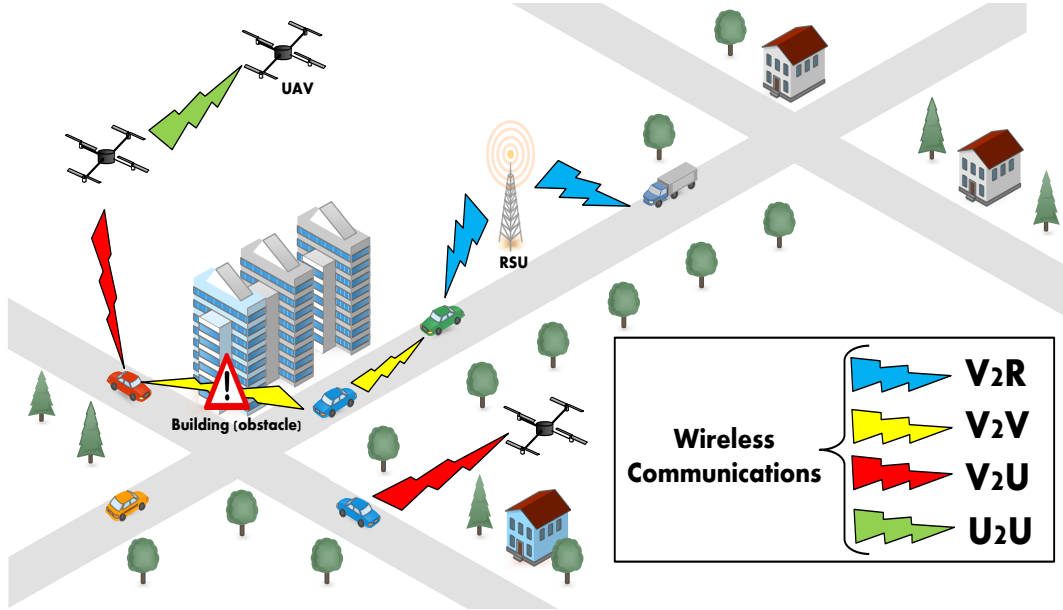 UAV
RSU
!
Building (obstacle)
Wireless
Communications
V2R
V2V
V2U
U2U